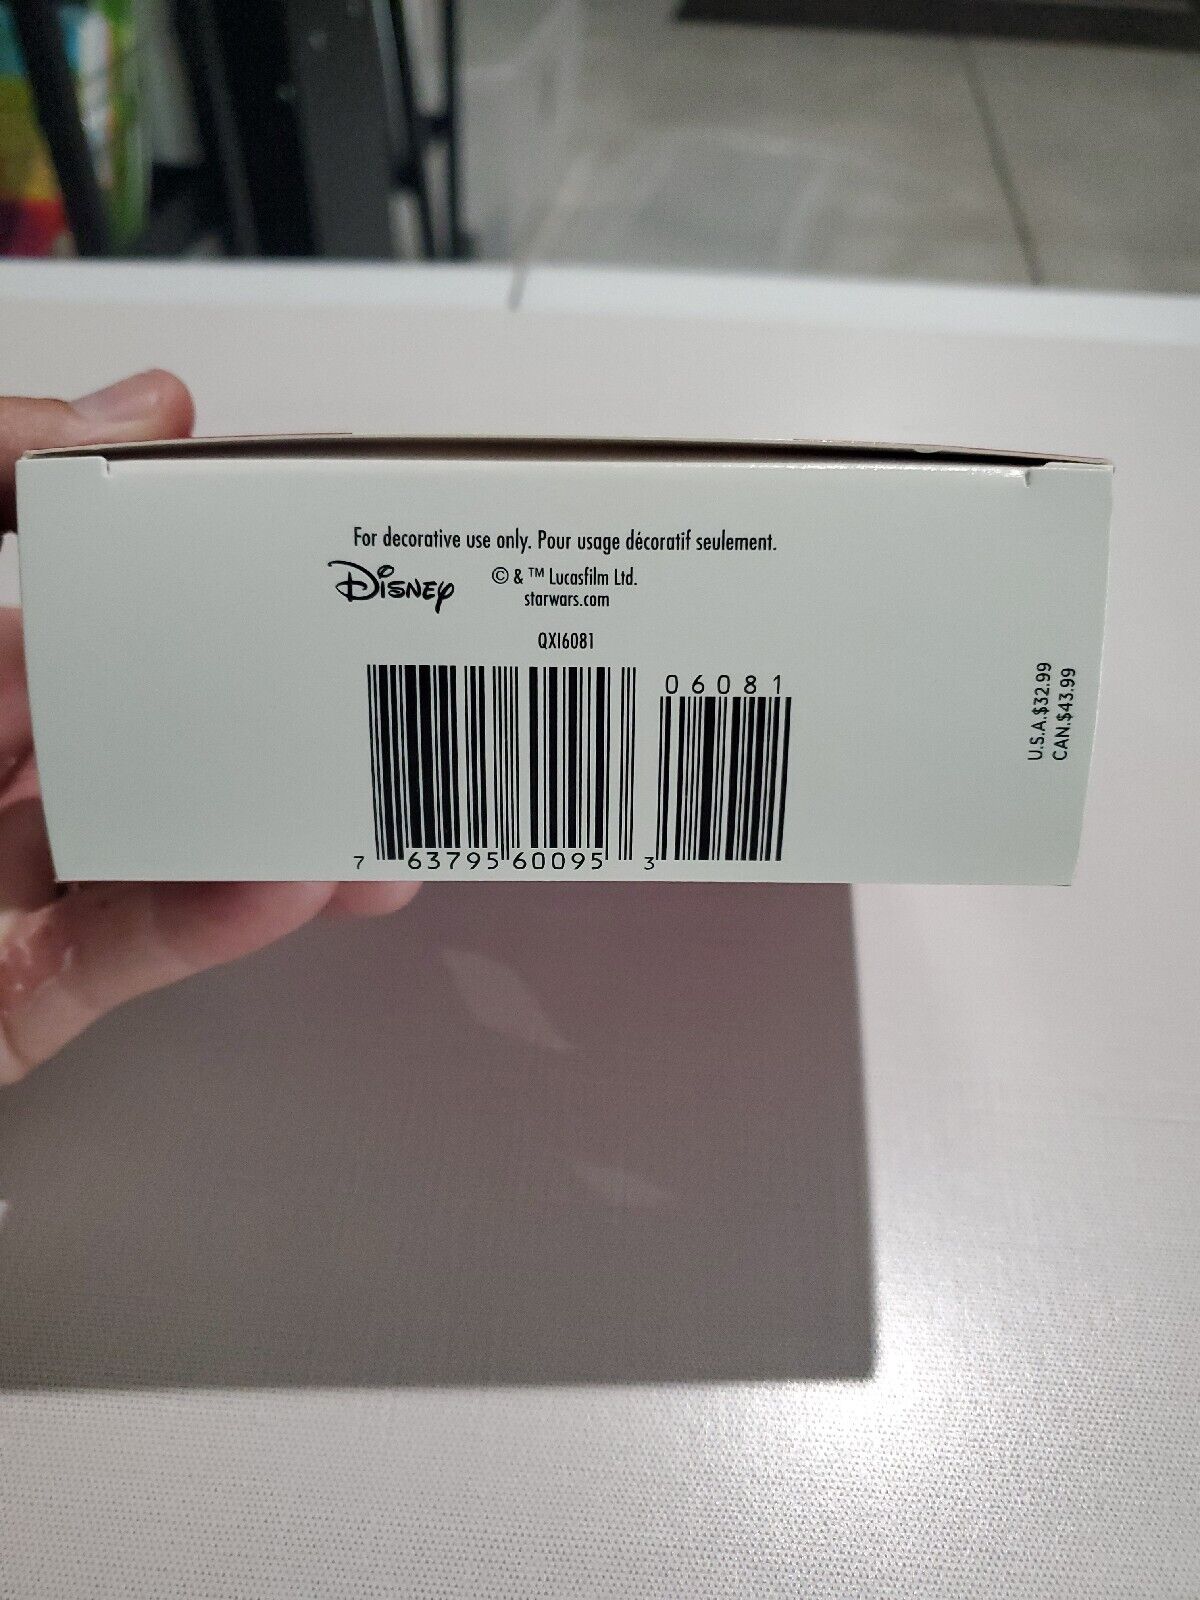 For decorative use only. Pour usage décoratif seulement.
Disney
© & ™ Lucasfilm Ltd.
starwars.com
QXI6081
7 63795 60095 3
06081
U.S.A.$32.99
CAN.$43.99